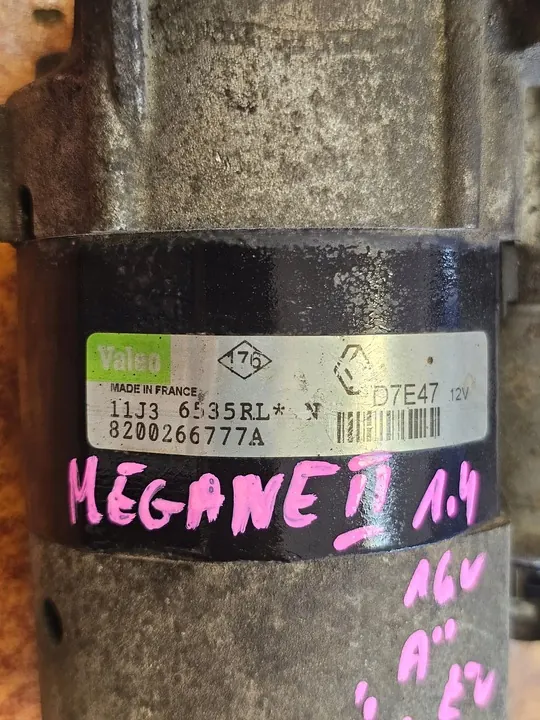 Valeo
176
MADE IN FRANCE
D7E47 12V
11J3 6535RL* N
8200266777A
MEGANE II 1.4
16V